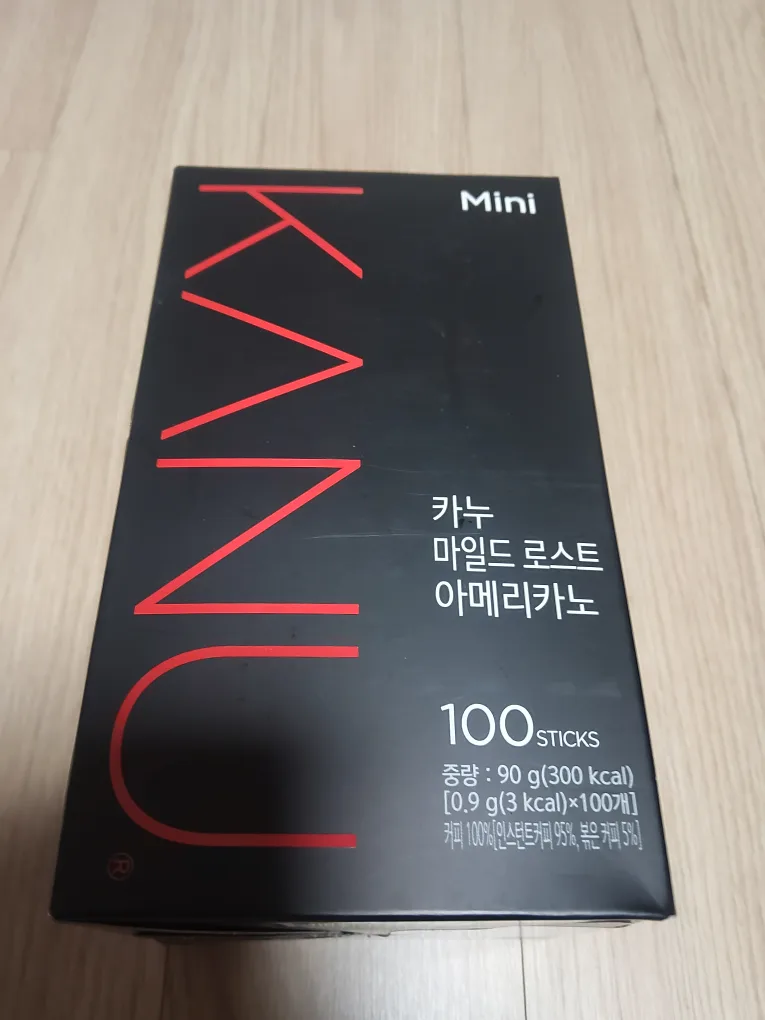 KANU
®
Mini
카누
마일드 로스트
아메리카노
100 STICKS
중량 : 90 g(300 kcal)
[0.9 g(3 kcal)×100개]
커피 100%[인스턴트커피 95%, 볶은 커피 5%]